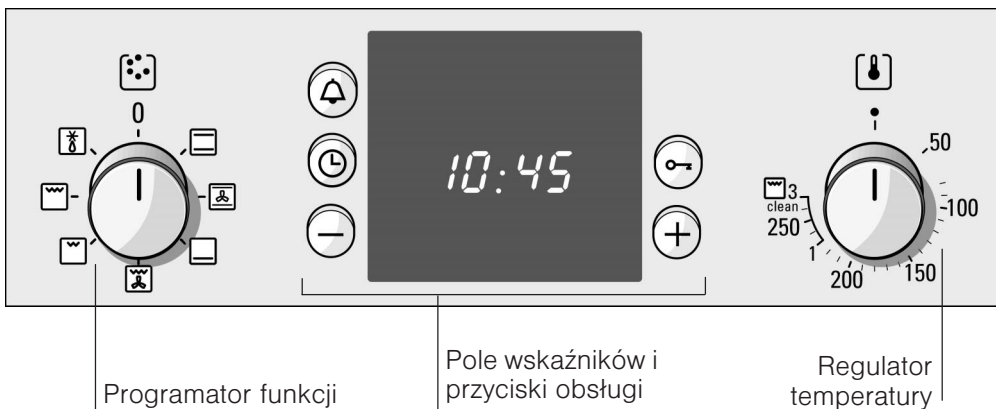 0
10:45
50
100
150
200
1
250
clean
3
Programator funkcji
Pole wskaźników i
przyciski obsługi
Regulator
temperatury